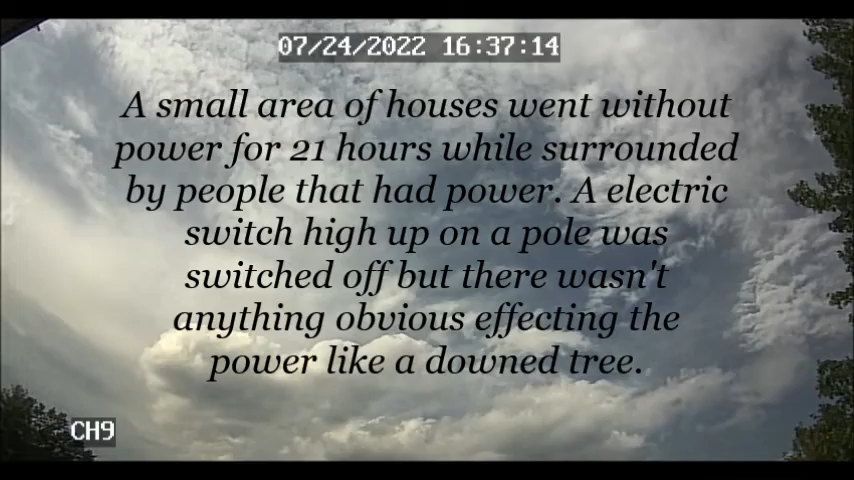 07/24/2022 16:37:14
A small area of houses went without
power for 21 hours while surrounded
by people that had power. A electric
switch high up on a pole was
switched off but there wasn't
anything obvious effecting the
power like a downed tree.
CH9